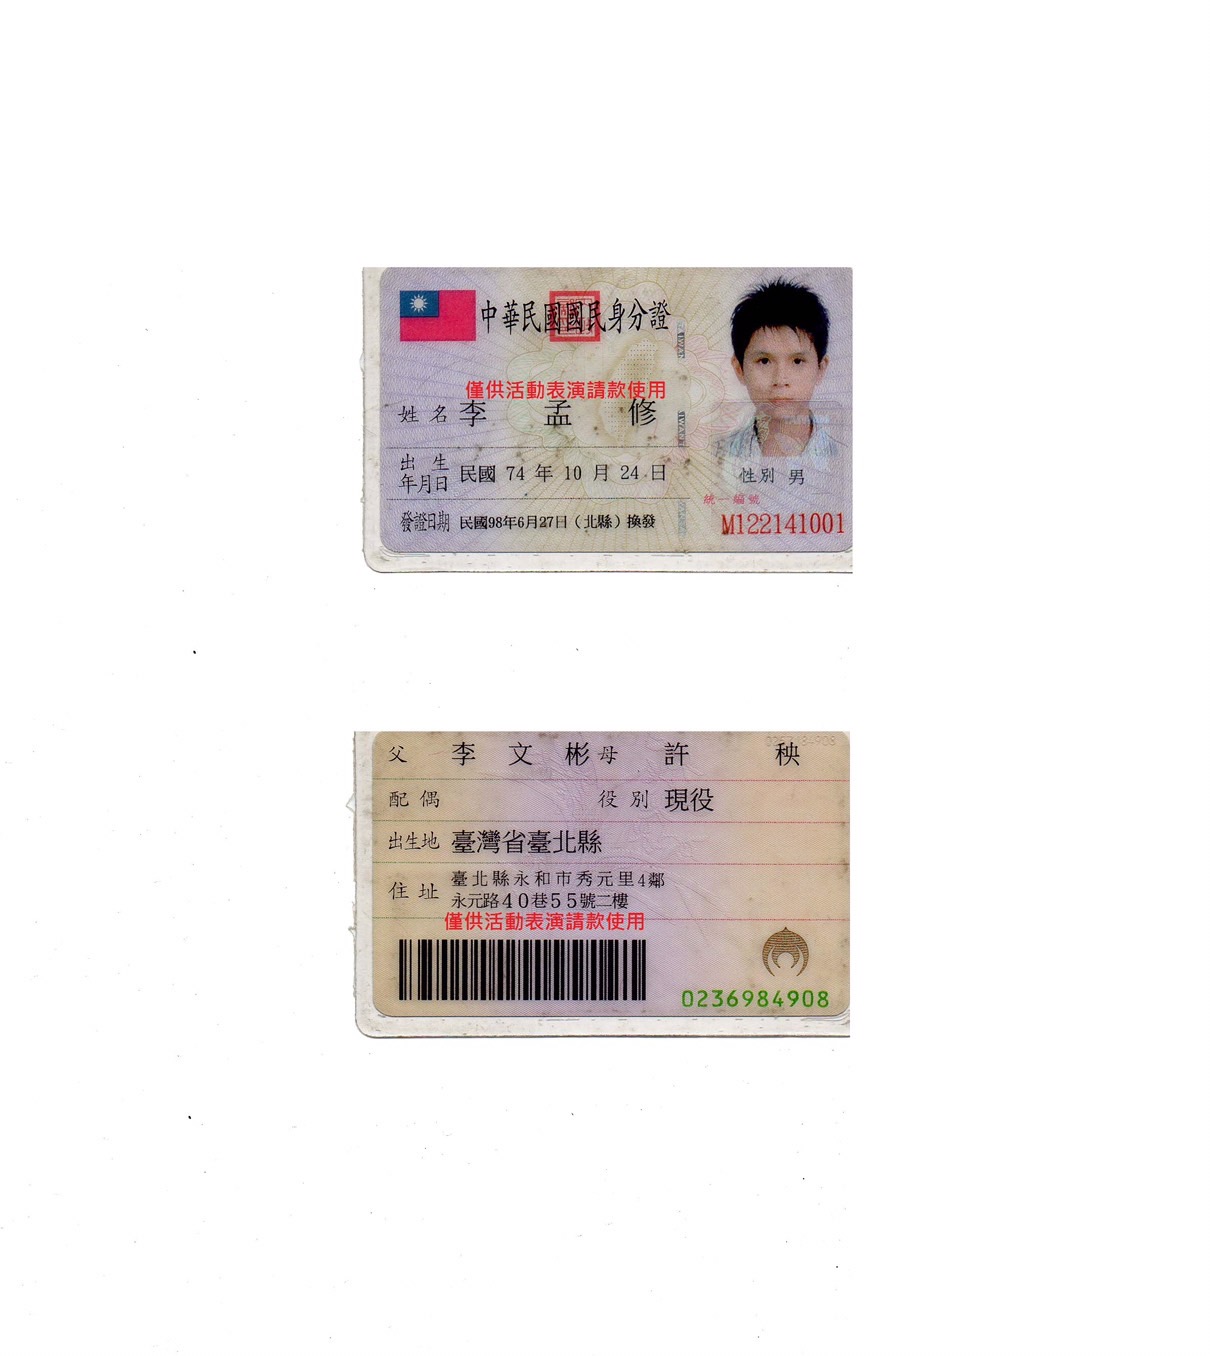 中華民國國民身分證
僅供活動表演請款使用
姓名 李孟修
出生年月日 民國 74 年 10 月 24 日
性別 男
統一編號
發證日期 民國98年6月27日（北縣）換發
M122141001
父 李文彬 母 許秧
配偶 役別 現役
出生地 臺灣省臺北縣
住址 臺北縣永和市秀元里4鄰
永元路40巷55號二樓
僅供活動表演請款使用
0236984908